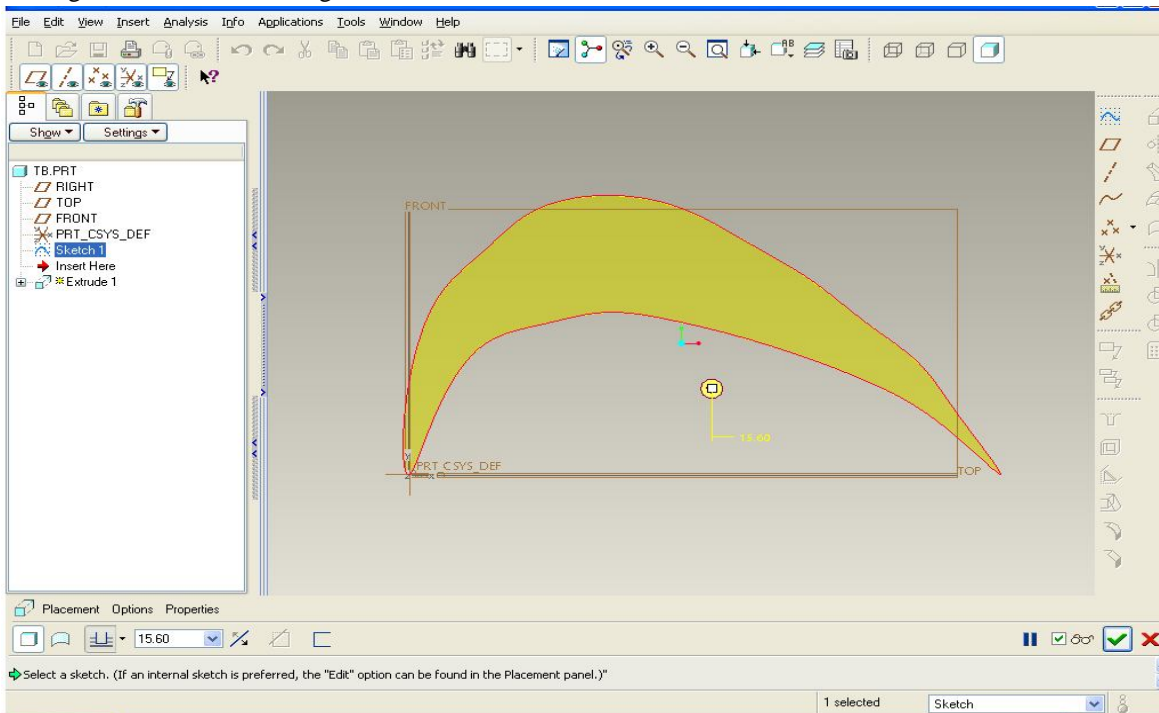 File Edit View Insert Analysis Info Applications Tools Window Help
Show Settings
TB.PRT
RIGHT
TOP
FRONT
PRT_CSYS_DEF
Sketch 1
Insert Here
Extrude 1
FRONT
15.60
Y
PRT_CSYS_DEF
Z X
TOP
Placement Options Properties
15.60
Select a sketch. (If an internal sketch is preferred, the "Edit" option can be found in the Placement panel.)"
1 selected Sketch